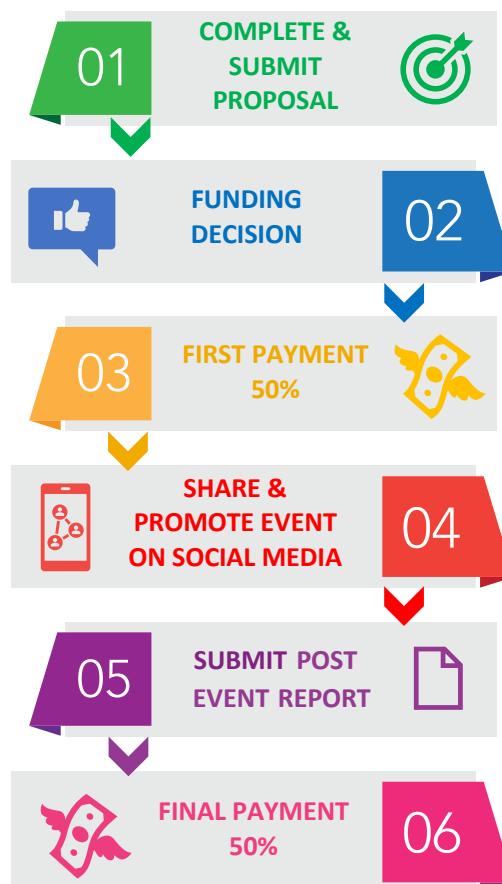 01
COMPLETE &
SUBMIT
PROPOSAL
FUNDING
DECISION
02
03
FIRST PAYMENT
50%
SHARE &
PROMOTE EVENT
ON SOCIAL MEDIA
04
05
SUBMIT POST
EVENT REPORT
FINAL PAYMENT
50%
06